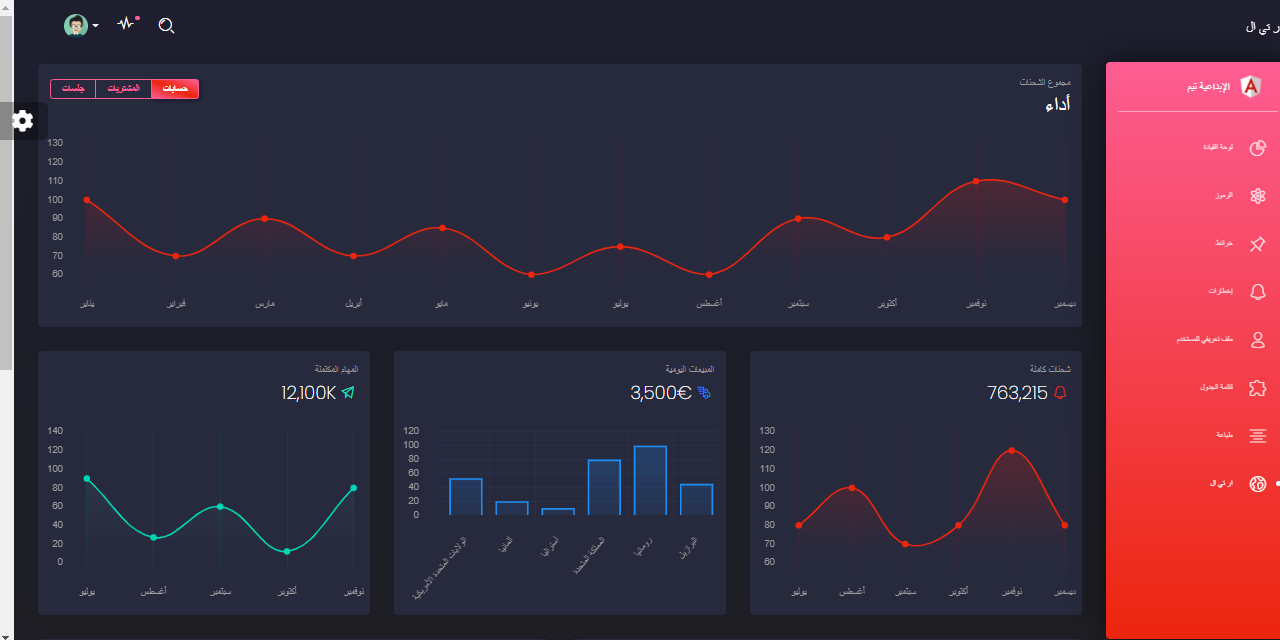 ار تي ال
الإبداعية تيم
لوحة القيادة
الرموز
خرائط
إخطارات
ملف تعريفي للمستخدم
قائمة الجدول
طباعة
ار تي ال
مجموع الشحنات
أداء
حسابات
المشتريات
جلسات
130
120
110
100
90
80
70
60
يناير
فبراير
مارس
أبريل
مايو
يونيو
يوليو
أغسطس
سبتمبر
أكتوبر
نوفمبر
ديسمبر
شحنات كاملة
763,215
130
120
110
100
90
80
70
60
يوليو
أغسطس
سبتمبر
أكتوبر
نوفمبر
ديسمبر
المبيعات اليومية
3,500€
120
100
80
60
40
20
0
الولايات المتحدة الأمريكية
ألمانيا
أستراليا
المملكة المتحدة
رومانيا
البرازيل
المهام المكتملة
12,100K
140
120
100
80
60
40
20
0
يوليو
أغسطس
سبتمبر
أكتوبر
نوفمبر